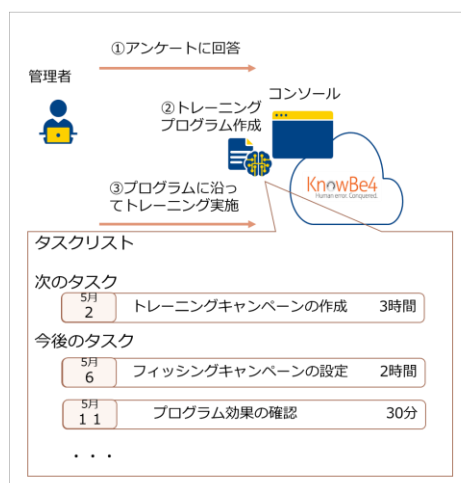 ①アンケートに回答
管理者
コンソール
②トレーニング
プログラム作成
KnowBe4
Human error. Conquered.
③プログラムに沿っ
てトレーニング実施
タスクリスト
次のタスク
5月
2
トレーニングキャンペーンの作成 3時間
今後のタスク
5月
6
フィッシングキャンペーンの設定 2時間
5月
11
プログラム効果の確認 30分
・・・